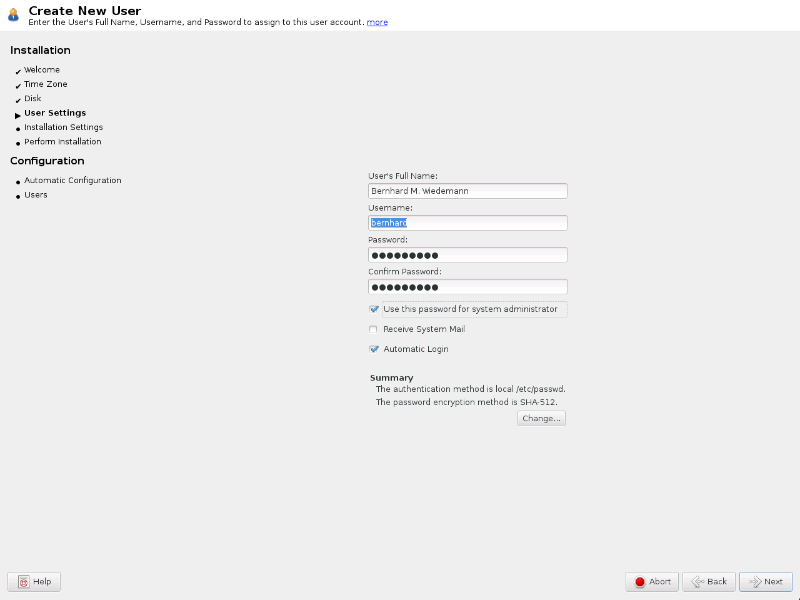 Create New User
Enter the User's Full Name, Username, and Password to assign to this user account. more
Installation
Welcome
Time Zone
Disk
User Settings
Installation Settings
Perform Installation
Configuration
Automatic Configuration
Users
User's Full Name:
Bernhard M. Wiedemann
Username:
bernhard
Password:
●●●●●●●●●
Confirm Password:
●●●●●●●●●
Use this password for system administrator
Receive System Mail
Automatic Login
Summary
The authentication method is local /etc/passwd.
The password encryption method is SHA-512.
Change...
Help
Abort
Back
Next